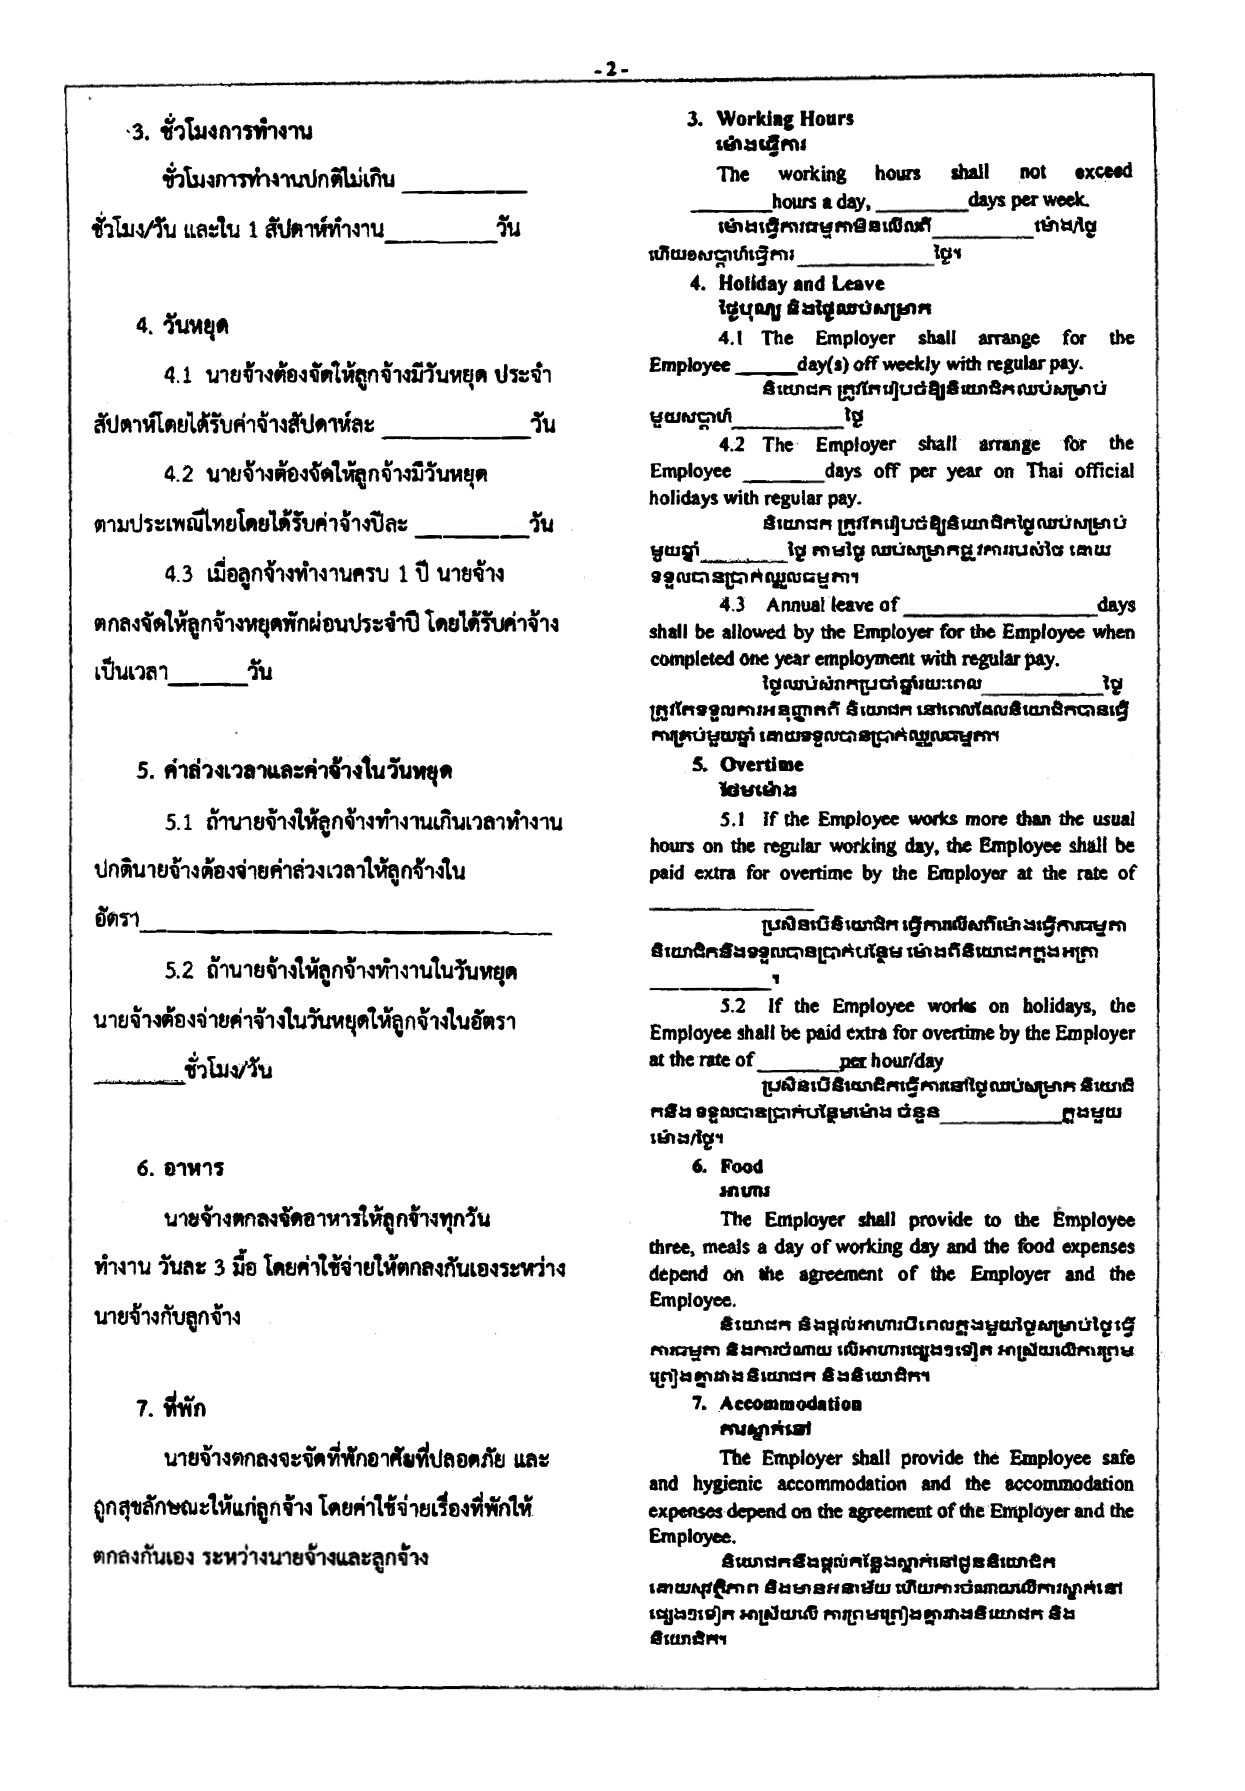 -2-
3. ชั่วโมงการทำงาน
ชั่วโมงการทำงานปกติไม่เกิน ___________
ชั่วโมง/วัน และใน 1 สัปดาห์ทำงาน__________วัน
4. วันหยุด
4.1 นายจ้างต้องจัดให้ลูกจ้างมีวันหยุด ประจำ
สัปดาห์โดยได้รับค่าจ้างสัปดาห์ละ _____________วัน
4.2 นายจ้างต้องจัดให้ลูกจ้างมีวันหยุด
ตามประเพณีไทยโดยได้รับค่าจ้างปีละ __________วัน
4.3 เมื่อลูกจ้างทำงานครบ 1 ปี นายจ้าง
ตกลงจัดให้ลูกจ้างหยุดพักผ่อนประจำปี โดยได้รับค่าจ้าง
เป็นเวลา_______วัน
5. ค่าล่วงเวลาและค่าจ้างในวันหยุด
5.1 ถ้านายจ้างให้ลูกจ้างทำงานเกินเวลาทำงาน
ปกตินายจ้างต้องจ่ายค่าล่วงเวลาให้ลูกจ้างใน
อัตรา____________________________________
5.2 ถ้านายจ้างให้ลูกจ้างทำงานในวันหยุด
นายจ้างต้องจ่ายค่าจ้างในวันหยุดให้ลูกจ้างในอัตรา
________ชั่วโมง/วัน
6. อาหาร
นายจ้างตกลงจัดอาหารให้ลูกจ้างทุกวัน
ทำงาน วันละ 3 มื้อ โดยค่าใช้จ่ายให้ตกลงกันเองระหว่าง
นายจ้างกับลูกจ้าง
7. ที่พัก
นายจ้างตกลงจะจัดที่พักอาศัยที่ปลอดภัย และ
ถูกสุขลักษณะให้แก่ลูกจ้าง โดยค่าใช้จ่ายเรื่องที่พักให้
ตกลงกันเอง ระหว่างนายจ้างและลูกจ้าง
3. Working Hours
ម៉ោងធ្វើការ
The working hours shall not exceed
_______hours a day, ________days per week.
ម៉ោងធ្វើការធម្មតាមិនលើសពី_________ម៉ោង/ថ្ងៃ
ហើយ១សប្តាហ៍ធ្វើការ ____________ថ្ងៃ។
4. Holiday and Leave
ថ្ងៃបុណ្យ និងថ្ងៃឈប់សម្រាក
4.1 The Employer shall arrange for the
Employee ______day(s) off weekly with regular pay.
និយោជក ត្រូវតែរៀបចំឱ្យនិយោជិតឈប់សម្រាប់
មួយសប្តាហ៍__________ថ្ងៃ
4.2 The Employer shall arrange for the
Employee _______days off per year on Thai official
holidays with regular pay.
និយោជក ត្រូវតែរៀបចំឱ្យនិយោជិតថ្ងៃឈប់សម្រាប់
មួយឆ្នាំ________ថ្ងៃ តាមថ្ងៃ ឈប់សម្រាកផ្លូវការរបស់ថៃ ដោយ
ទទួលបានប្រាក់ឈ្នួលធម្មតា។
4.3 Annual leave of _________________days
shall be allowed by the Employer for the Employee when
completed one year employment with regular pay.
ថ្ងៃឈប់សំរាកប្រចាំឆ្នាំរយៈពេល___________ថ្ងៃ
ត្រូវតែទទួលការអនុញ្ញាតពី និយោជក នៅពេលដែលនិយោជិតបានធ្វើ
ការគ្រប់មួយឆ្នាំ ដោយទទួលបានប្រាក់ឈ្នួលធម្មតា។
5. Overtime
ថែមម៉ោង
5.1 If the Employee works more than the usual
hours on the regular working day, the Employee shall be
paid extra for overtime by the Employer at the rate of
______________
ប្រសិនបើនិយោជិត ធ្វើការលើសពីម៉ោងធ្វើការធម្មតា
និយោជិតនឹងទទួលបានប្រាក់បន្ថែម ម៉ោងពីនិយោជកក្នុងអត្រា
___________។
5.2 If the Employee works on holidays, the
Employee shall be paid extra for overtime by the Employer
at the rate of _______per hour/day
ប្រសិនបើនិយោជិតធ្វើការនៅថ្ងៃឈប់សម្រាក និយោជិ
តនឹង ទទួលបានប្រាក់បន្ថែមម៉ោង ចំនួន___________ក្នុងមួយ
ម៉ោង/ថ្ងៃ។
6. Food
អាហារ
The Employer shall provide to the Employee
three, meals a day of working day and the food expenses
depend on the agreement of the Employer and the
Employee.
និយោជក និងផ្តល់អាហារបីពេលក្នុងមួយថ្ងៃសម្រាប់ថ្ងៃធ្វើ
ការធម្មតា និងការចំណាយ លើអាហារផ្សេងៗទៀត អាស្រ័យលើការព្រម
ព្រៀងគ្នារវាងនិយោជក និងនិយោជិត។
7. Accommodation
ការស្នាក់នៅ
The Employer shall provide the Employee safe
and hygienic accommodation and the accommodation
expenses depend on the agreement of the Employer and the
Employee.
និយោជកនឹងផ្តល់កន្លែងស្នាក់នៅជូននិយោជិត
ដោយសុវត្ថិភាព និងមានអនាម័យ ហើយការចំណាយលើការស្នាក់នៅ
ផ្សេងៗទៀត អាស្រ័យលើ ការព្រមព្រៀងគ្នារវាងនិយោជក និង
និយោជិត។